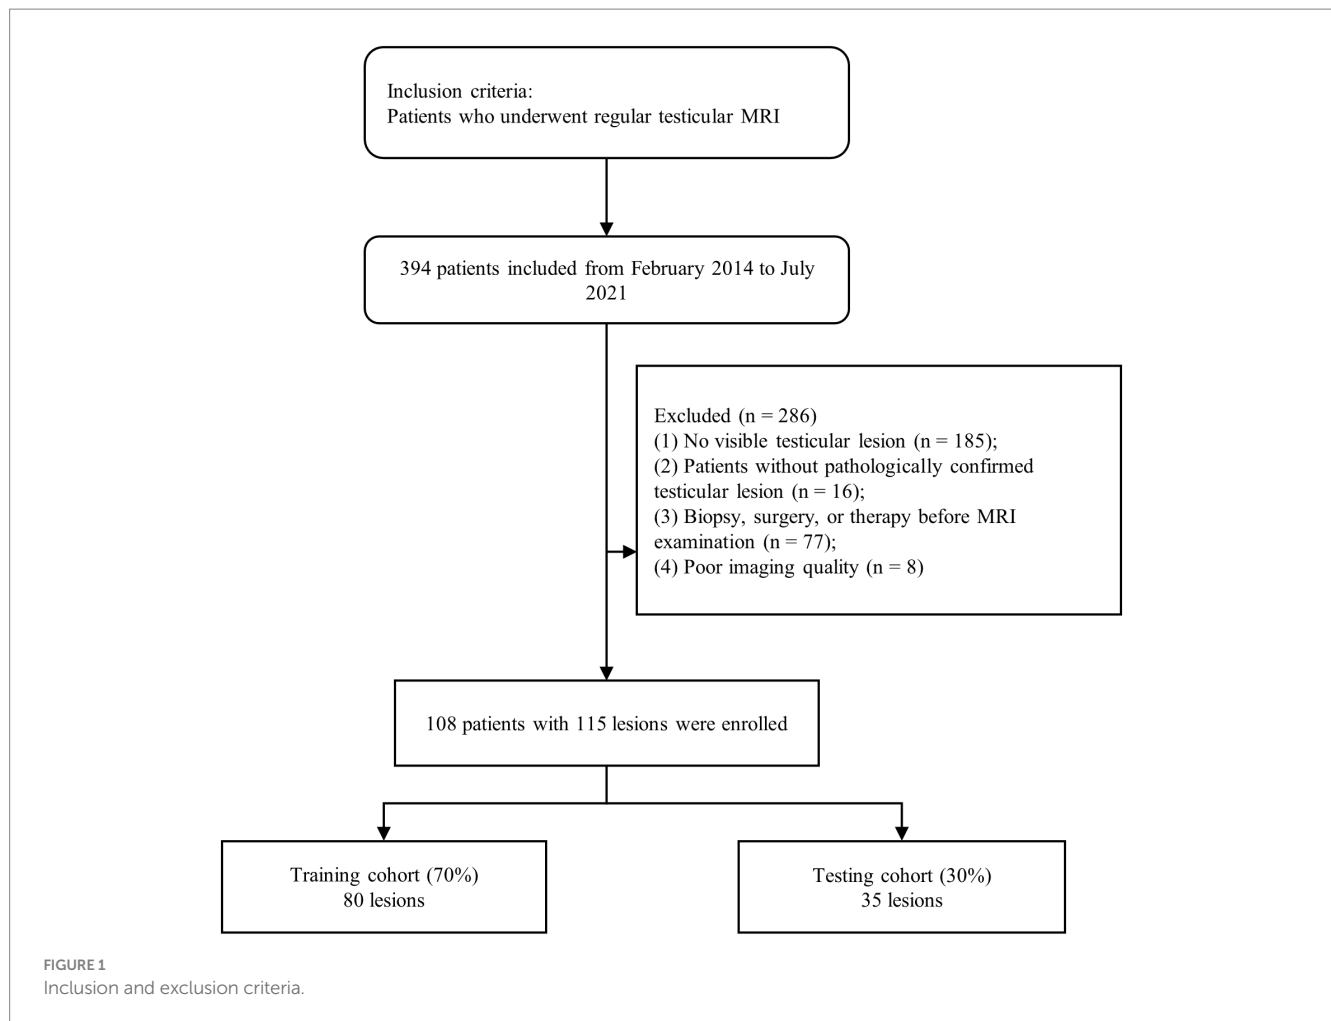 Inclusion criteria:
Patients who underwent regular testicular MRI
394 patients included from February 2014 to July
2021
Excluded (n = 286)
(1) No visible testicular lesion (n = 185);
(2) Patients without pathologically confirmed
testicular lesion (n = 16);
(3) Biopsy, surgery, or therapy before MRI
examination (n = 77);
(4) Poor imaging quality (n = 8)
108 patients with 115 lesions were enrolled
Training cohort (70%)
80 lesions
Testing cohort (30%)
35 lesions
FIGURE 1
Inclusion and exclusion criteria.